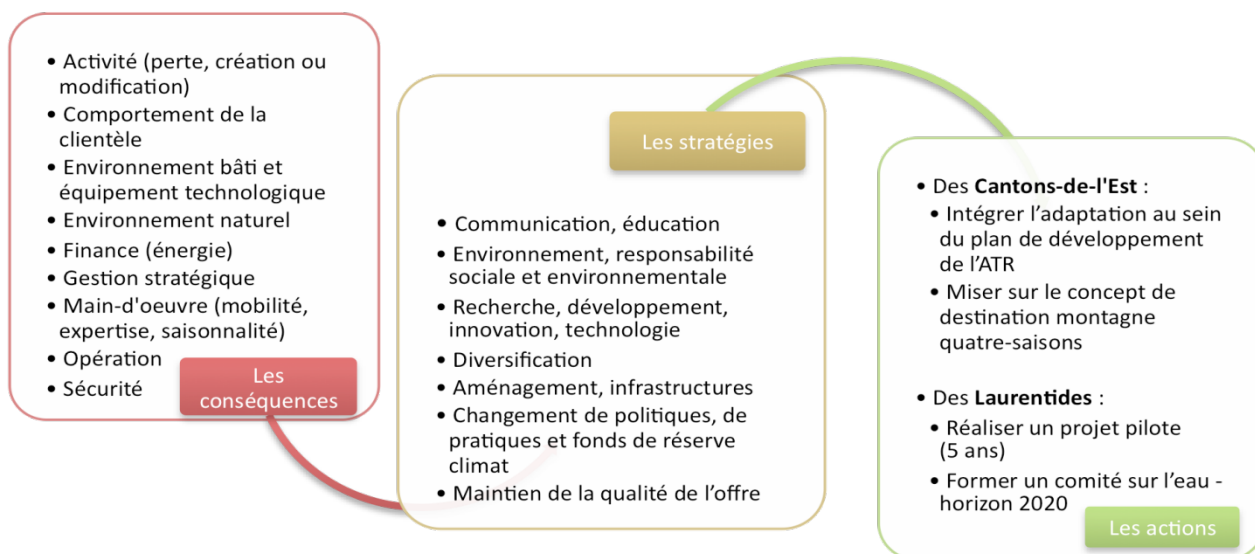 • Activité (perte, création ou
modification)
• Comportement de la
clientèle
• Environnement bâti et
équipement technologique
• Environnement naturel
• Finance (énergie)
• Gestion stratégique
• Main-d'oeuvre (mobilité,
expertise, saisonnalité)
• Opération
• Sécurité
Les
conséquences
Les stratégies
• Communication, éducation
• Environnement, responsabilité
sociale et environnementale
• Recherche, développement,
innovation, technologie
• Diversification
• Aménagement, infrastructures
• Changement de politiques, de
pratiques et fonds de réserve
climat
• Maintien de la qualité de l’offre
• Des Cantons-de-l'Est :
• Intégrer l’adaptation au sein
du plan de développement
de l’ATR
• Miser sur le concept de
destination montagne
quatre-saisons
• Des Laurentides :
• Réaliser un projet pilote
(5 ans)
• Former un comité sur l’eau -
horizon 2020
Les actions